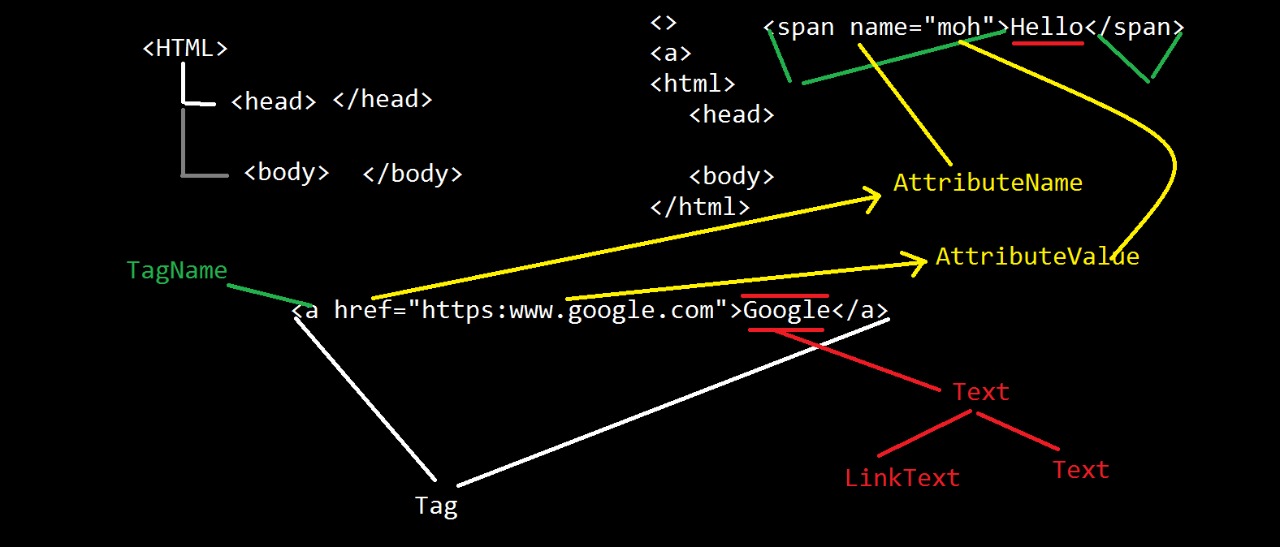 <HTML>
<head> </head>
<body> </body>
<>
<a>
<html>
<head>
<body>
</html>
<span name="moh">Hello</span>
AttributeName
AttributeValue
TagName
<a href="https:www.google.com">Google</a>
Text
LinkText Text
Tag